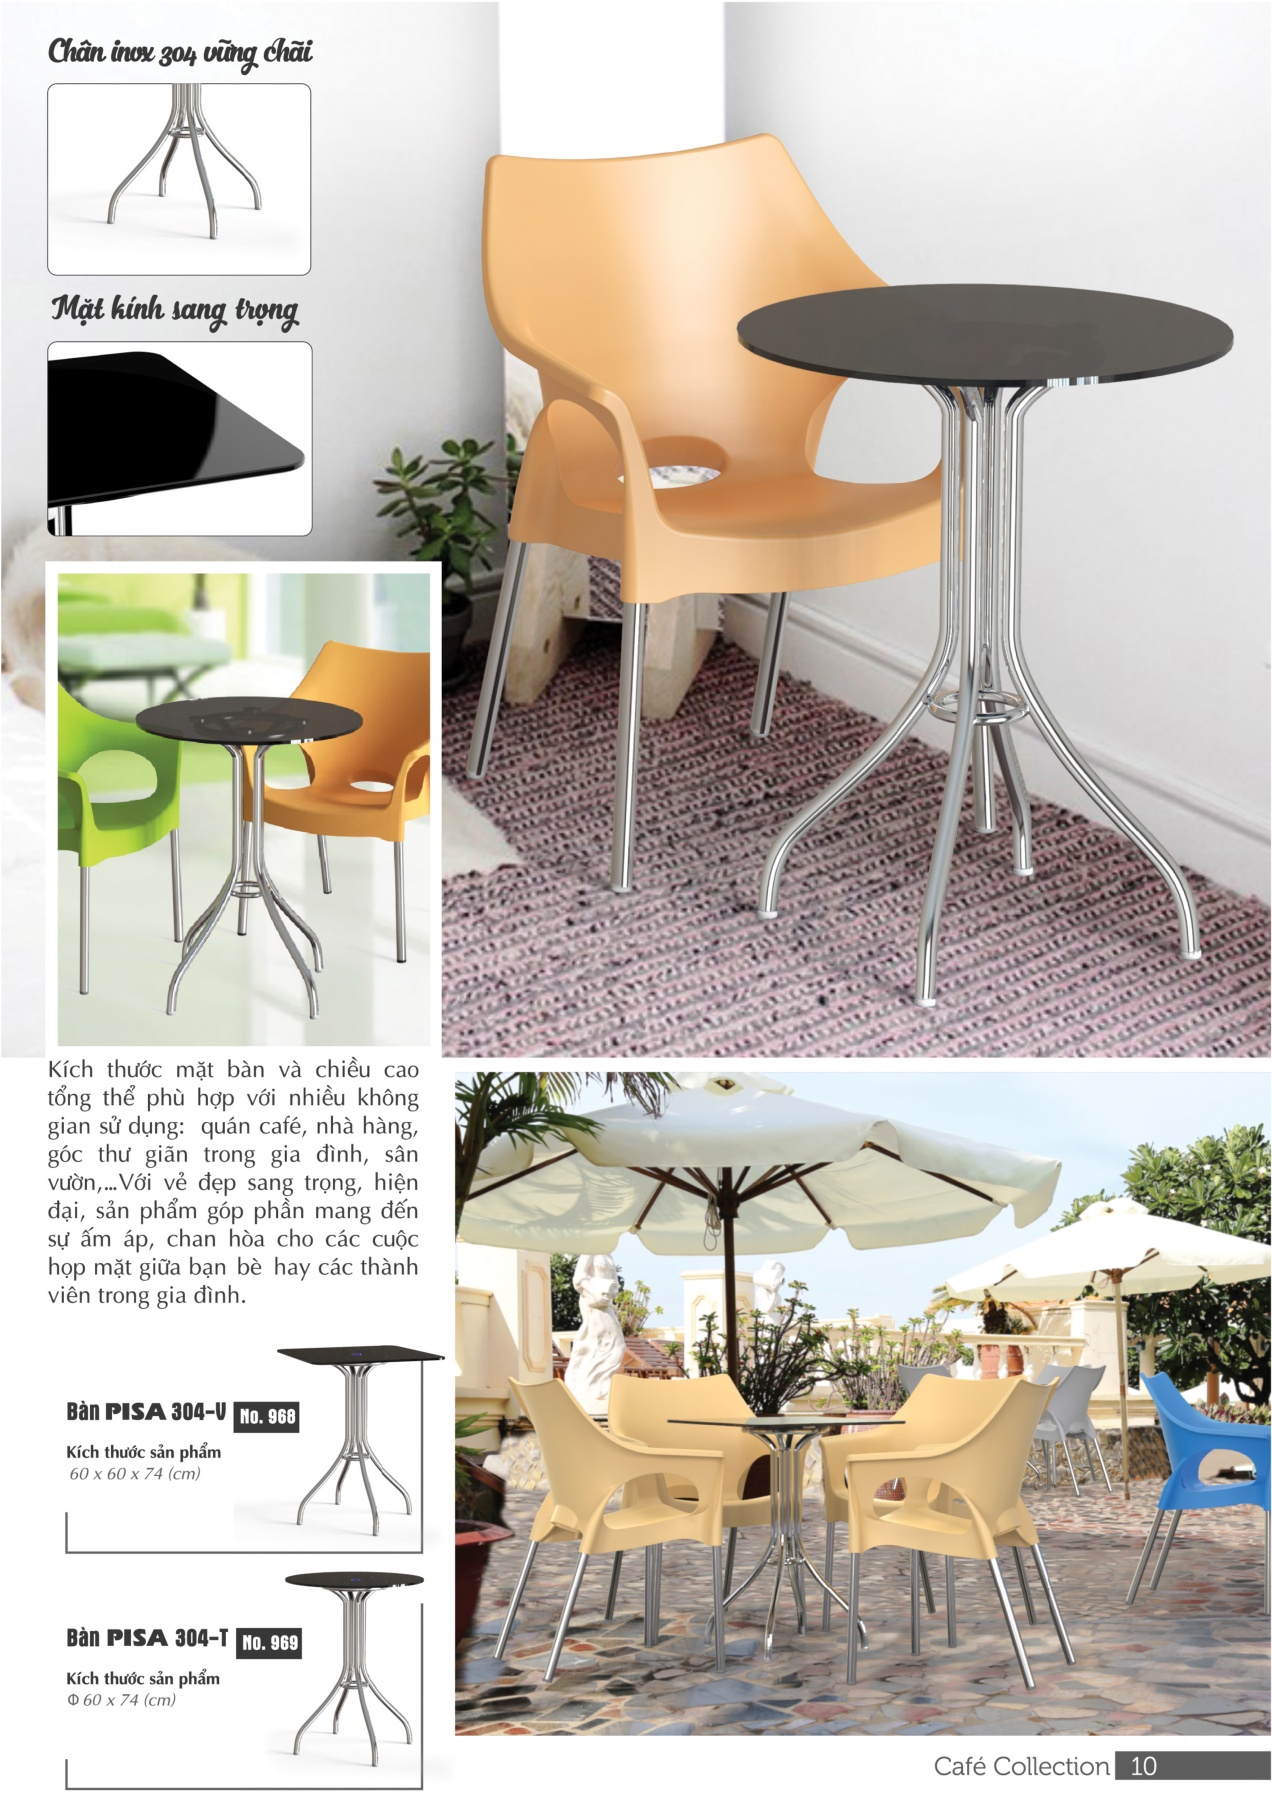 Chân inox 304 vững chãi
Mặt kính sang trọng
Kích thước mặt bàn và chiều cao
tổng thể phù hợp với nhiều không
gian sử dụng: quán café, nhà hàng,
góc thư giãn trong gia đình, sân
vườn,...Với vẻ đẹp sang trọng, hiện
đại, sản phẩm góp phần mang đến
sự ấm áp, chan hòa cho các cuộc
họp mặt giữa bạn bè hay các thành
viên trong gia đình.
Bàn PISA 304-V No. 968
Kích thước sản phẩm
60 x 60 x 74 (cm)
Bàn PISA 304-T No. 969
Kích thước sản phẩm
Φ 60 x 74 (cm)
Café Collection 10